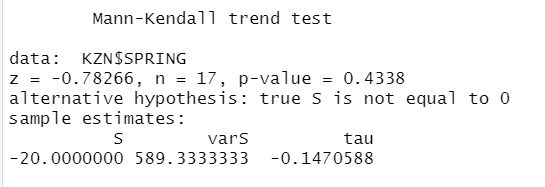 Mann-Kendall trend test
data:  KZN$SPRING
z = -0.78266, n = 17, p-value = 0.4338
alternative hypothesis: true S is not equal to 0
sample estimates:
S varS tau
-20.0000000 589.3333333 -0.1470588